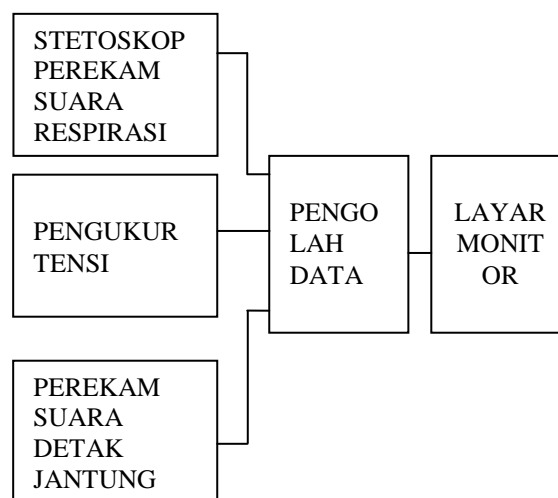 STETOSKOP
PEREKAM
SUARA
RESPIRASI
PENGUKUR
TENSI
PEREKAM
SUARA
DETAK
JANTUNG
PENGO
LAH
DATA
LAYAR
MONIT
OR